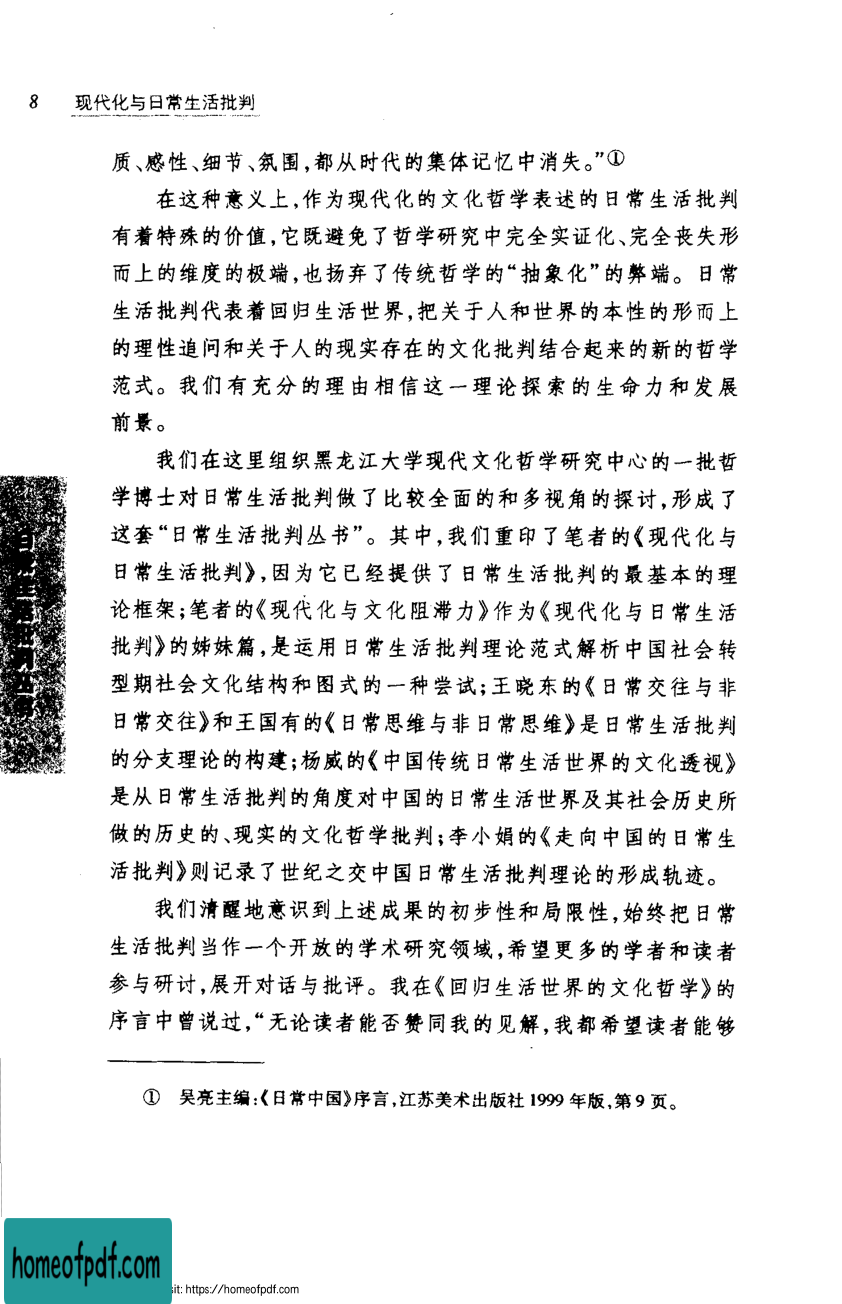 8 现代化与日常生活批判
质、感性、细节、氛围,都从时代的集体记忆中消失。”①
在这种意义上,作为现代化的文化哲学表述的日常生活批判
有着特殊的价值,它既避免了哲学研究中完全实证化、完全丧失形
而上的维度的极端,也扬弃了传统哲学的“抽象化”的弊端。日常
生活批判代表着回归生活世界,把关于人和世界的本性的形而上
的理性追问和关于人的现实存在的文化批判结合起来的新的哲学
范式。我们有充分的理由相信这一理论探索的生命力和发展
前景。
我们在这里组织黑龙江大学现代文化哲学研究中心的一批哲
学博士对日常生活批判做了比较全面的和多视角的探讨,形成了
这套“日常生活批判丛书”。其中,我们重印了笔者的《现代化与
日常生活批判》,因为它已经提供了日常生活批判的最基本的理
论框架;笔者的《现代化与文化阻滞力》作为《现代化与日常生活
批判》的姊妹篇,是运用日常生活批判理论范式解析中国社会转
型期社会文化结构和图式的一种尝试;王晓东的《日常交往与非
日常交往》和王国有的《日常思维与非日常思维》是日常生活批判
的分支理论的构建;杨威的《中国传统日常生活世界的文化透视》
是从日常生活批判的角度对中国的日常生活世界及其社会历史所
做的历史的、现实的文化哲学批判;李小娟的《走向中国的日常生
活批判》则记录了世纪之交中国日常生活批判理论的形成轨迹。
我们清醒地意识到上述成果的初步性和局限性,始终把日常
生活批判当作一个开放的学术研究领域,希望更多的学者和读者
参与研讨,展开对话与批评。我在《回归生活世界的文化哲学》的
序言中曾说过,“无论读者能否赞同我的见解,我都希望读者能够
① 吴亮主编:《日常中国》序言,江苏美术出版社1999年版,第9页。
日常生活批判丛书
homeofpdf.com
sit: https://homeofpdf.com